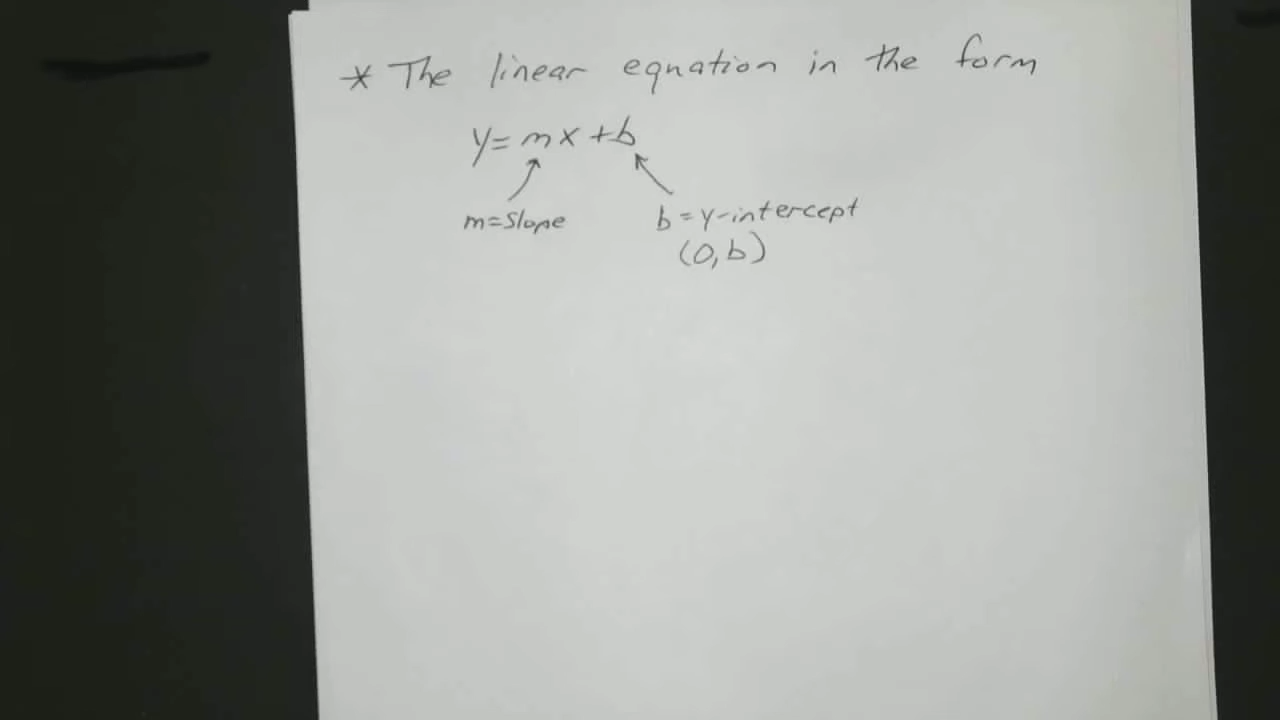 * The linear equation in the form
y = mx + b
m = Slope b = y-intercept
(0, b)